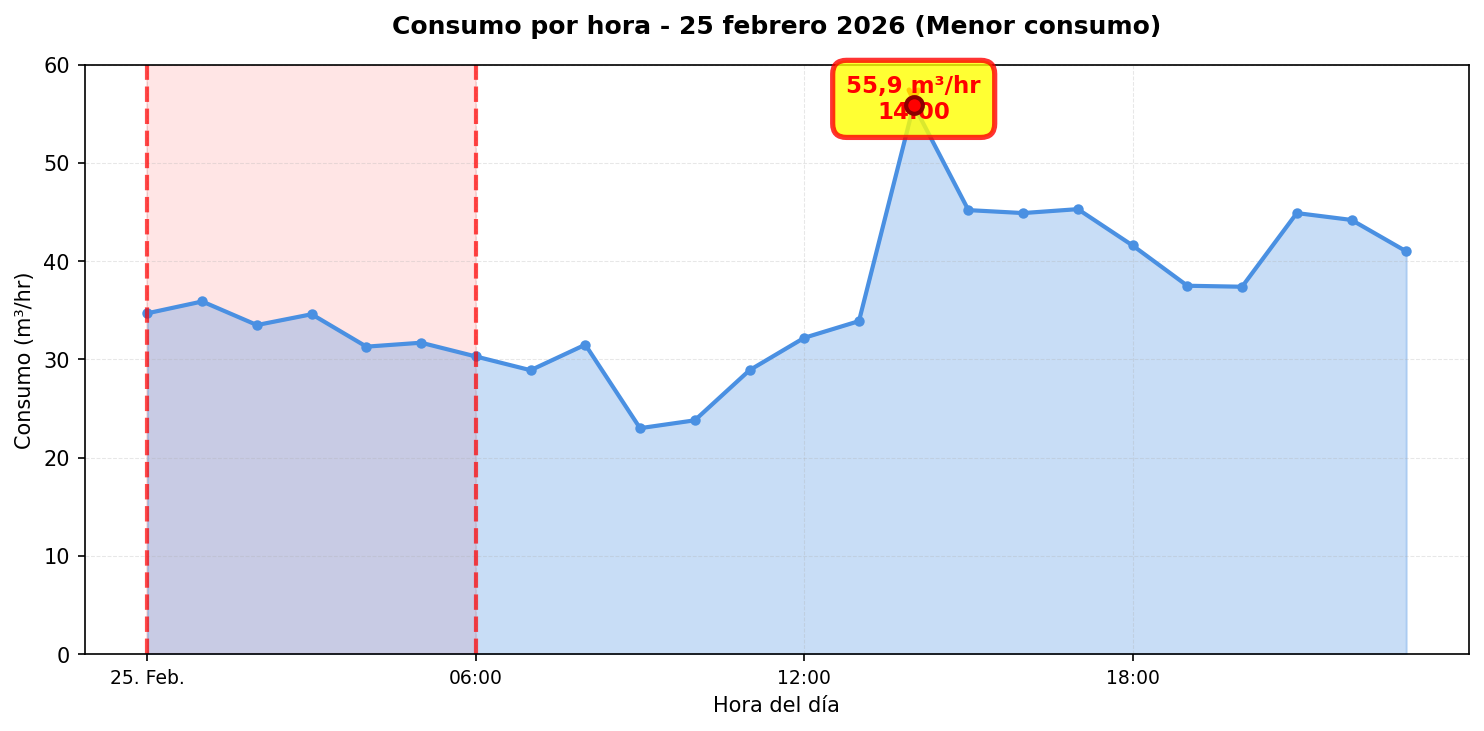 Consumo por hora - 25 febrero 2026 (Menor consumo)
60
50
40
30
20
10
0
Consumo (m³/hr)
55,9 m³/hr
14:00
25. Feb.
06:00
12:00
18:00
Hora del día